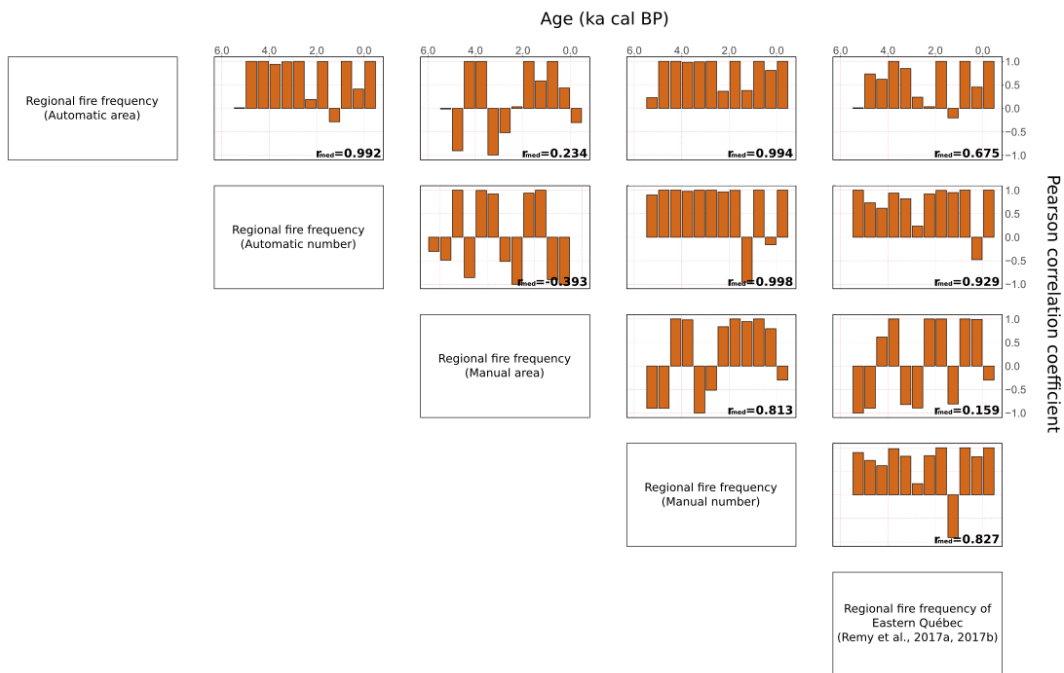 Age (ka cal BP)
6,0 4,0 2,0 0,0
6,0 4,0 2,0 0,0
6,0 4,0 2,0 0,0
6,0 4,0 2,0 0,0
Regional fire frequency
(Automatic area)
rmed=0.992
rmed=0.234
rmed=0.994
rmed=0.675
1.0
0.5
0.0
−0.5
−1.0
Regional fire frequency
(Automatic number)
rmed=-0.393
rmed=0.998
rmed=0.929
1.0
0.5
0.0
−0.5
−1.0
Pearson correlation coefficient
Regional fire frequency
(Manual area)
rmed=0.813
rmed=0.159
1.0
0.5
0.0
−0.5
−1.0
Regional fire frequency
(Manual number)
rmed=0.827
Regional fire frequency of
Eastern Québec
(Remy et al., 2017a, 2017b)